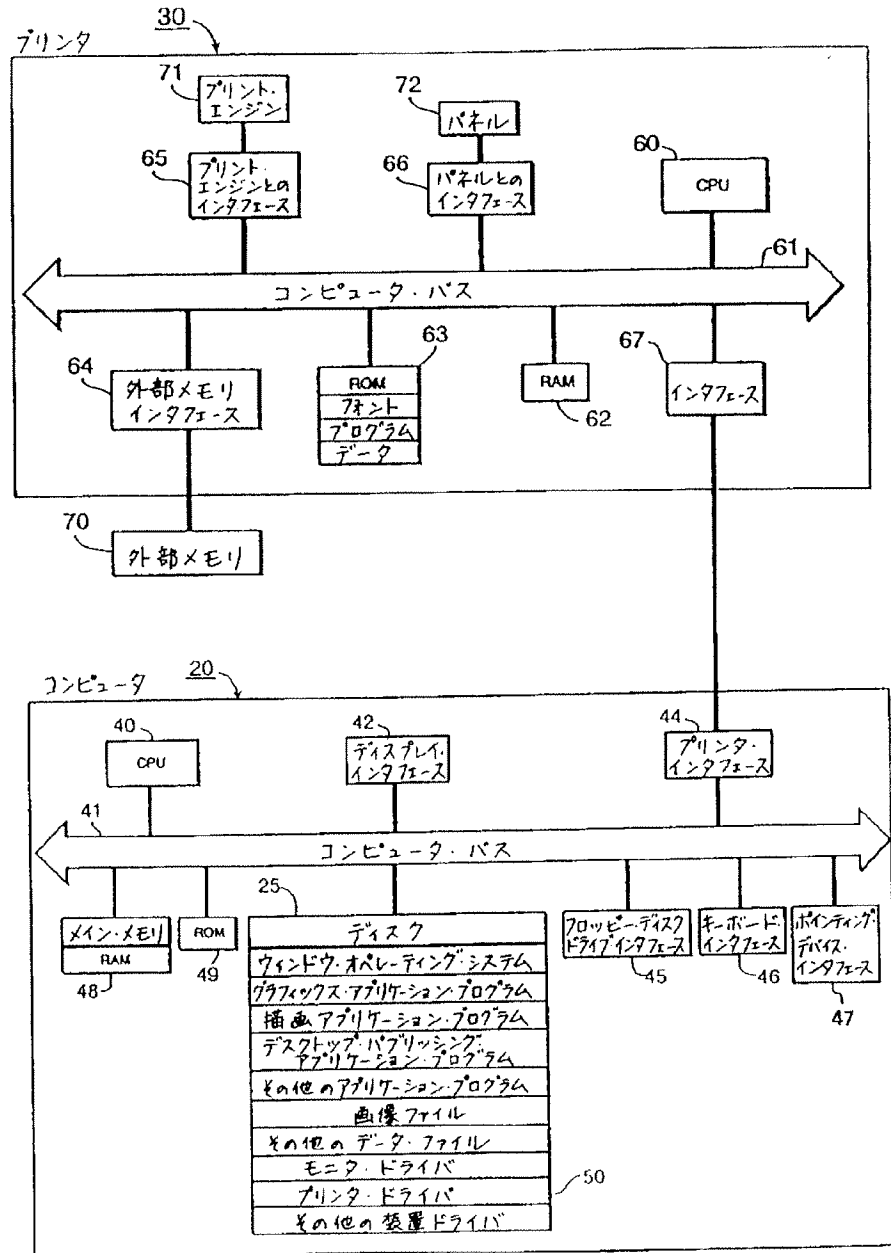 30
プリンタ
71
プリント・
エンジン
72
パネル
60
CPU
65
プリント・
エンジンとの
インタフェース
66
パネルとの
インタフェース
61
コンピュータ・バス
64
外部メモリ
インタフェース
63
ROM
フォント
プログラム
データ
RAM
62
67
インタフェース
70
外部メモリ
コンピュータ
20
40
CPU
42
ディスプレイ・
インタフェース
44
プリンタ・
インタフェース
41
コンピュータ・バス
メイン・メモリ
RAM
48
ROM
49
25
ディスク
ウィンドウ・オペレーティング・システム
グラフィックス・アプリケーション・プログラム
描画アプリケーション・プログラム
デスクトップ・パブリッシング・
アプリケーション・プログラム
その他のアプリケーション・プログラム
画像ファイル
その他のデータ・ファイル
モニタ・ドライバ
プリンタ・ドライバ
その他の装置ドライバ
50
フロッピー・ディスク
ドライブインタフェース
45
キーボード・
インタフェース
46
ポインティング・
デバイス・
インタフェース
47